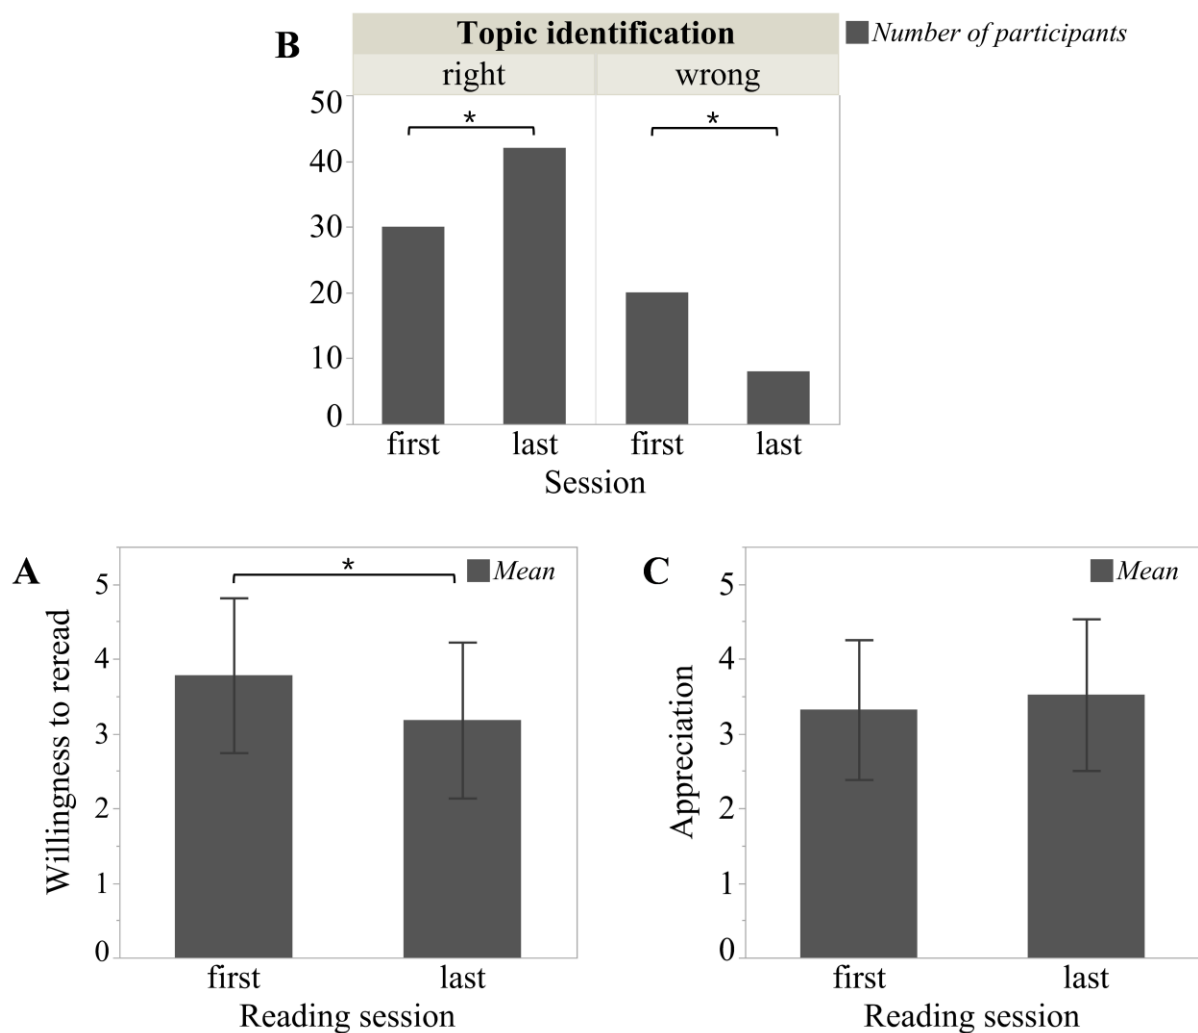 B
Topic identification
Number of participants
right
wrong
50
40
30
20
10
0
*
*
first
last
first
last
Session
A
Willingness to reread
5
4
3
2
1
0
*
Mean
first
last
Reading session
C
Appreciation
5
4
3
2
1
0
Mean
first
last
Reading session